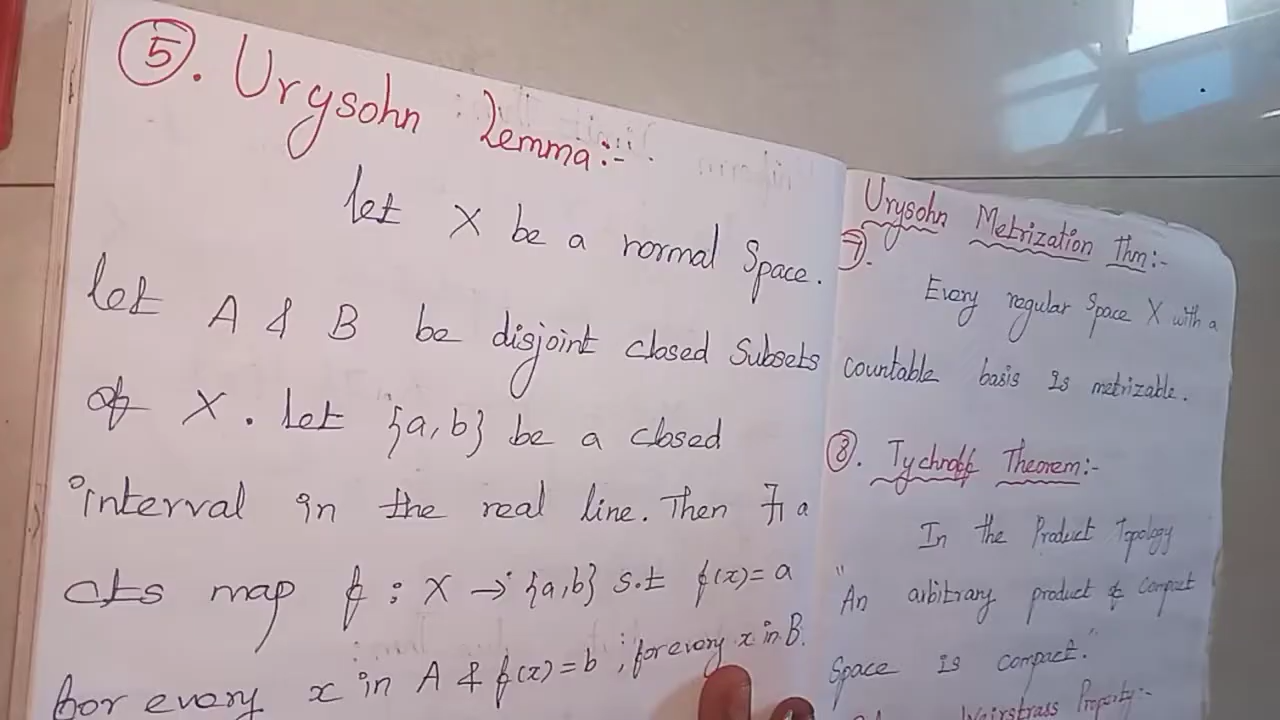 5. Urysohn Lemma:-
let X be a normal Space.
let A & B be disjoint closed Subsets
of X. let {a,b} be a closed
interval in the real line. Then ∃ a
cts map f : X → {a,b} s.t f(x)= a
for every x in A & f(x)= b ; for every x in B.
Urysohn Metrization Thm:-
7.
Every regular Space X with a
countable basis is metrizable.
8. Tychnoff Theorem:-
In the Product Topology
"An arbitrary product of compact
Space is compact."
Weirstrass Property:-